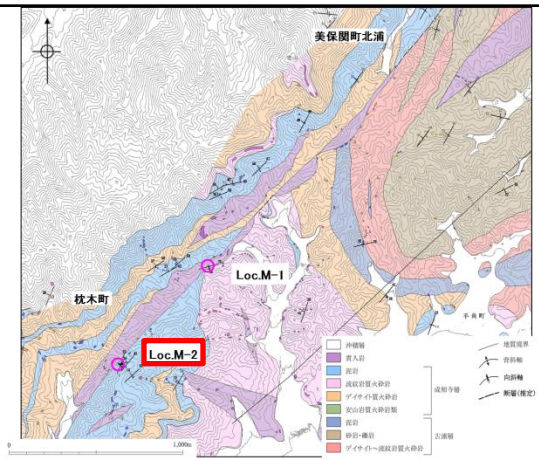 美保関町北浦
Loc.M-1
枕木町
Loc.M-2
手角町
沖積層
貫入岩
泥岩
流紋岩質火砕岩
デイサイト質火砕岩
安山岩質火砕岩類
成相寺層
泥岩
砂岩・礫岩
デイサイト～流紋岩質火砕岩
古浦層
地質境界
背斜軸
向斜軸
断層(推定)
0
1,000m